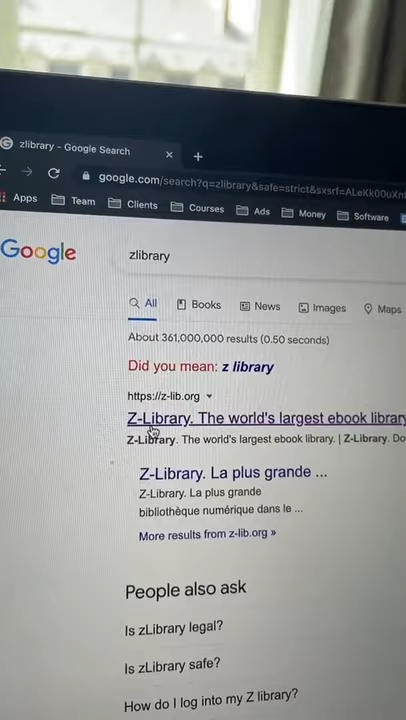 zlibrary - Google Search
google.com/search?q=zlibrary&safe=strict&sxsrf=ALeKk00uXn
Apps Team Clients Courses Ads Money Software
Google
zlibrary
All Books News Images Maps
About 361,000,000 results (0.50 seconds)
Did you mean: z library
https://z-lib.org
Z-Library. The world's largest ebook library
Z-Library. The world's largest ebook library. | Z-Library. Do
Z-Library. La plus grande ...
Z-Library. La plus grande
bibliothèque numérique dans le ...
More results from z-lib.org »
People also ask
Is zLibrary legal?
Is zLibrary safe?
How do I log into my Z library?